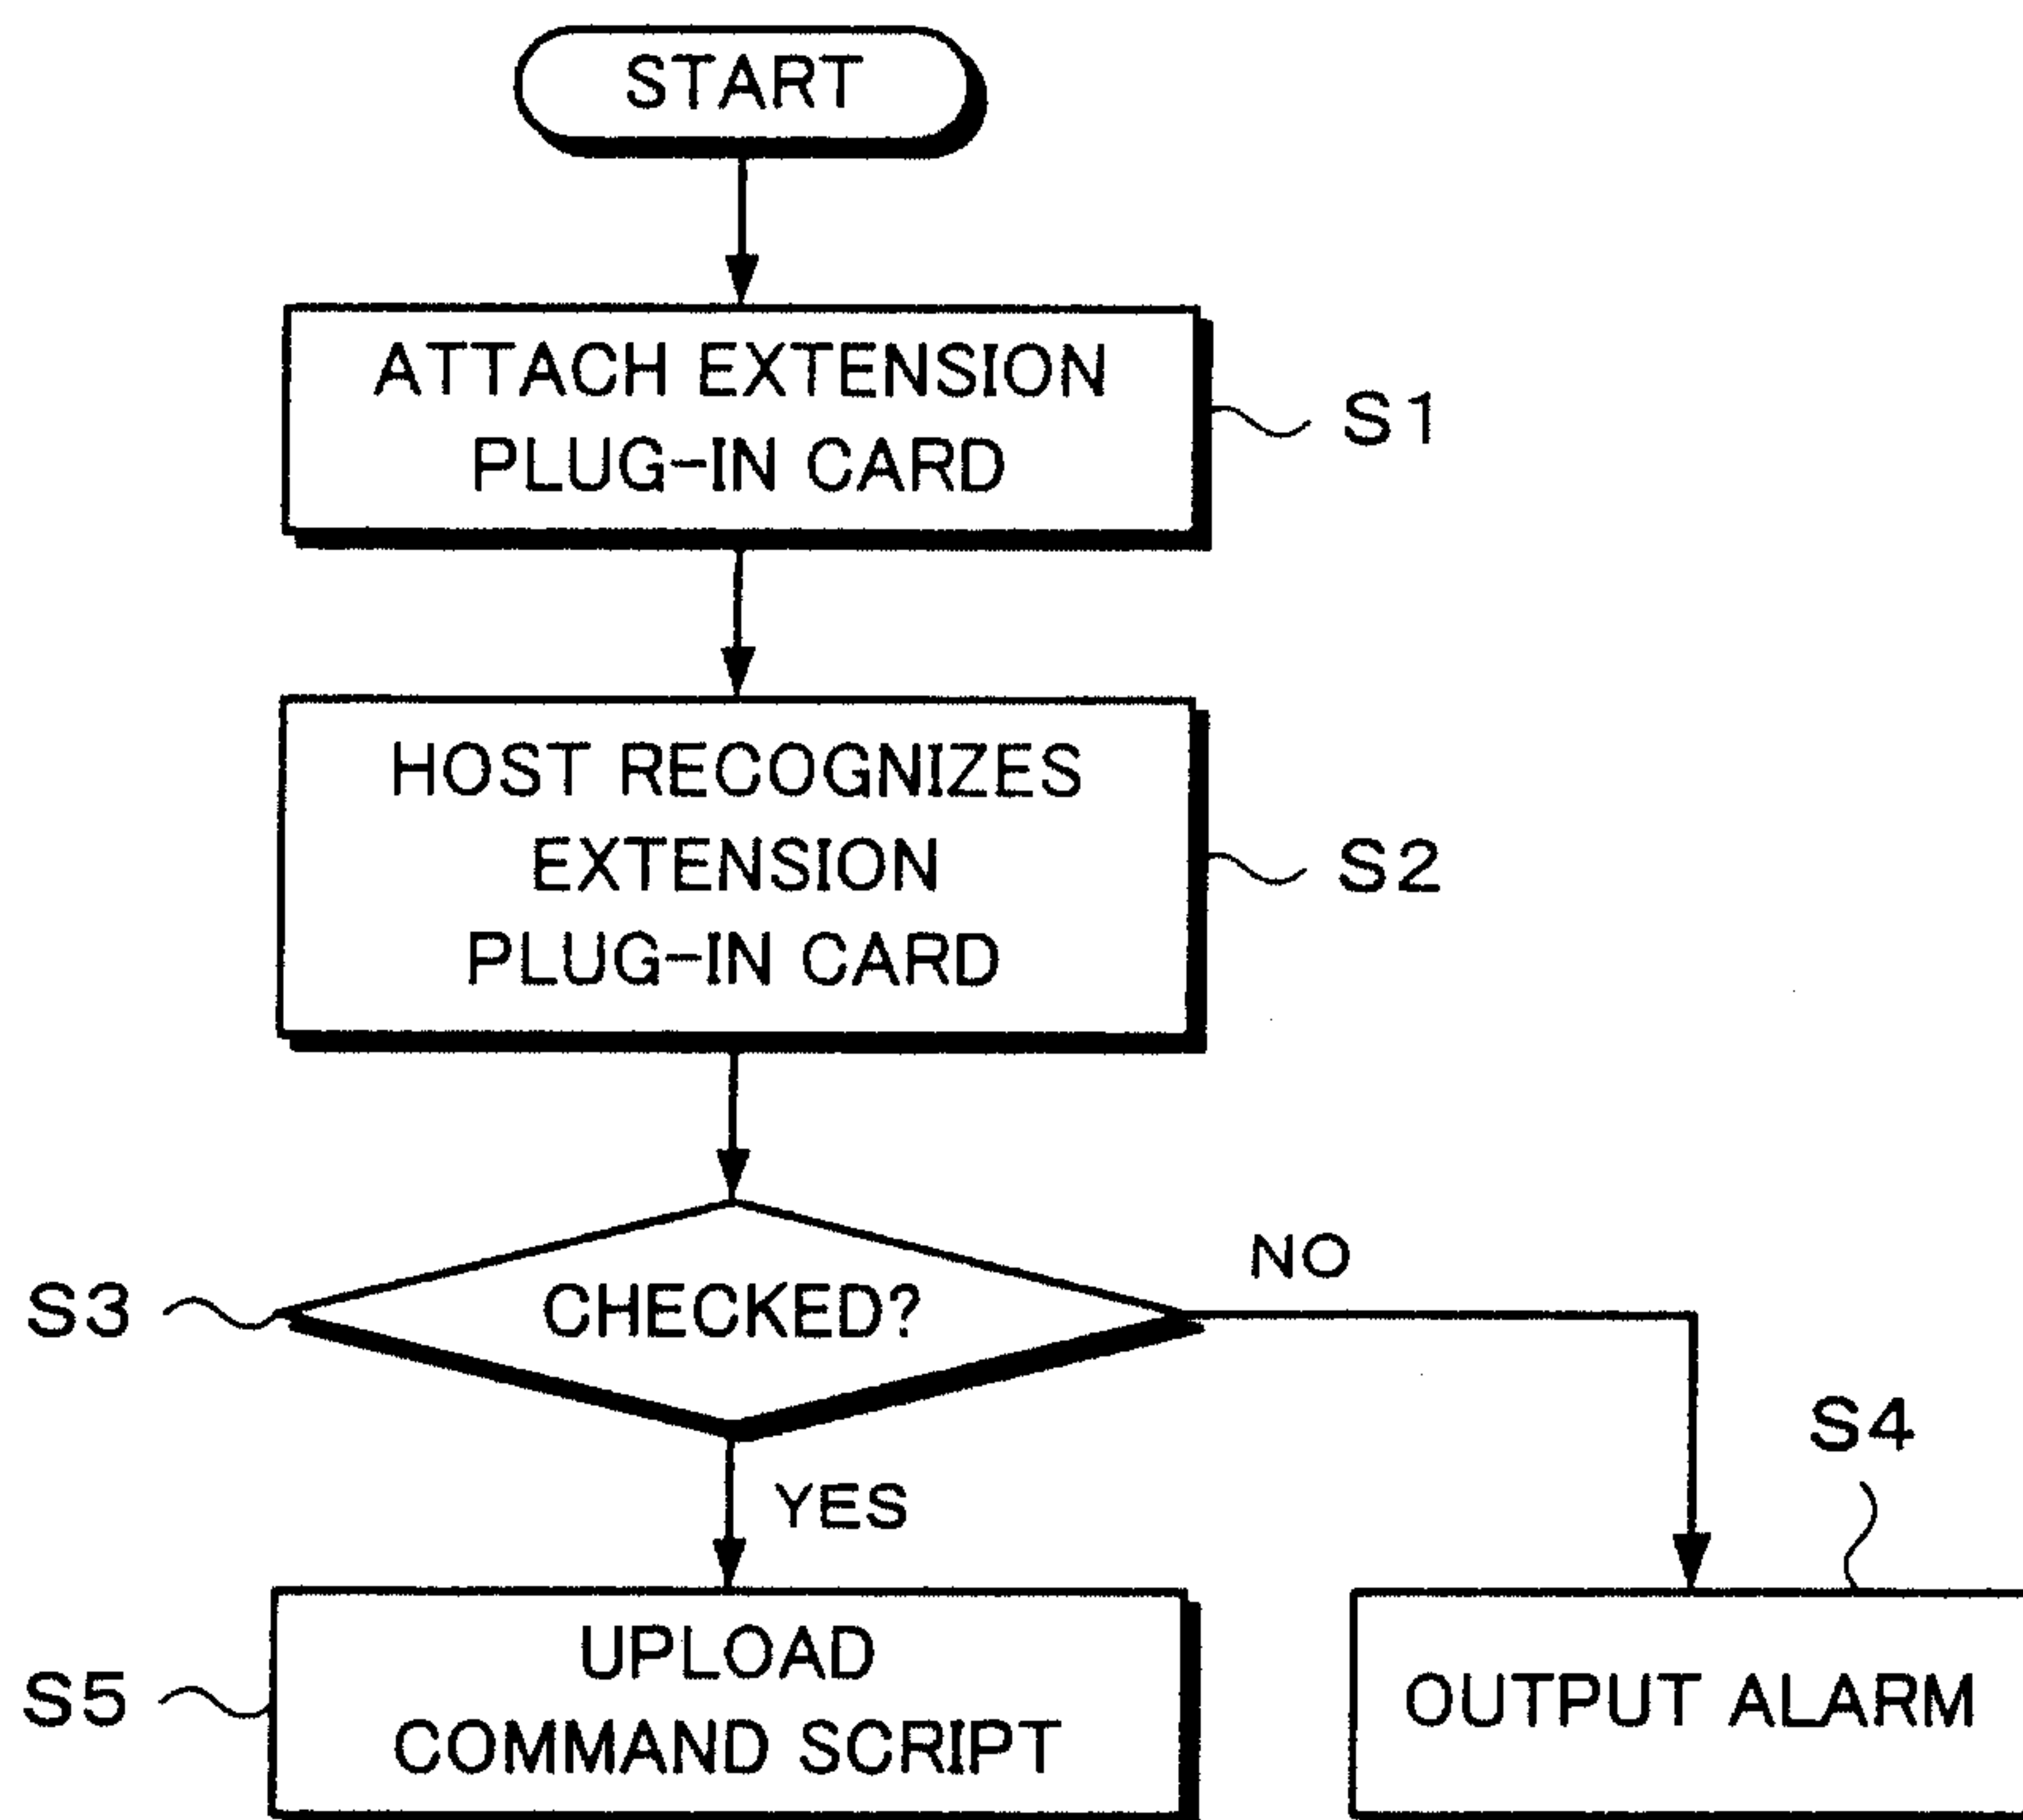 START
ATTACH EXTENSION
PLUG-IN CARD
S1
HOST RECOGNIZES
EXTENSION
PLUG-IN CARD
S2
S3
CHECKED?
NO
YES
S4
S5
UPLOAD
COMMAND SCRIPT
OUTPUT ALARM